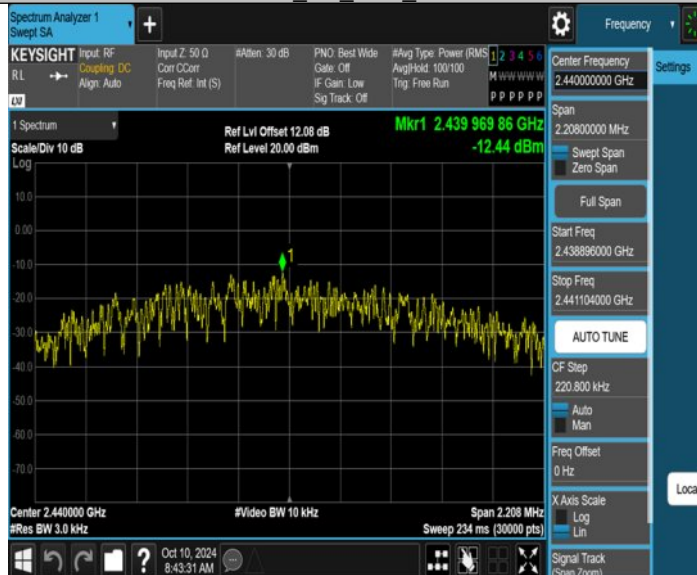 Spectrum Analyzer 1
Swept SA
Frequency
KEYSIGHT
RL
LXI
Input: RF
Coupling: DC
Align: Auto
Input Z: 50 Ω
Corr CCorr
Freq Ref: Int (S)
#Atten: 30 dB
PNO: Best Wide
Gate: Off
IF Gain: Low
Sig Track: Off
#Avg Type: Power (RMS
Avg|Hold: 100/100
Trig: Free Run
1 2 3 4 5 6
M W W W W W
P P P P P P
1 Spectrum
Scale/Div 10 dB
Log
Ref Lvl Offset 12.08 dB
Ref Level 20.00 dBm
Mkr1 2.439 969 86 GHz
-12.44 dBm
1
10.0
0.00
-10.0
-20.0
-30.0
-40.0
-50.0
-60.0
-70.0
Center 2.440000 GHz
#Res BW 3.0 kHz
#Video BW 10 kHz
Span 2.208 MHz
Sweep 234 ms (30000 pts)
Oct 10, 2024
8:43:31 AM
Center Frequency
2.440000000 GHz
Span
2.20800000 MHz
Swept Span
Zero Span
Full Span
Start Freq
2.438896000 GHz
Stop Freq
2.441104000 GHz
AUTO TUNE
CF Step
220.800 kHz
Auto
Man
Freq Offset
0 Hz
X Axis Scale
Log
Lin
Signal Track
(Span Zoom)
Settings
Loca